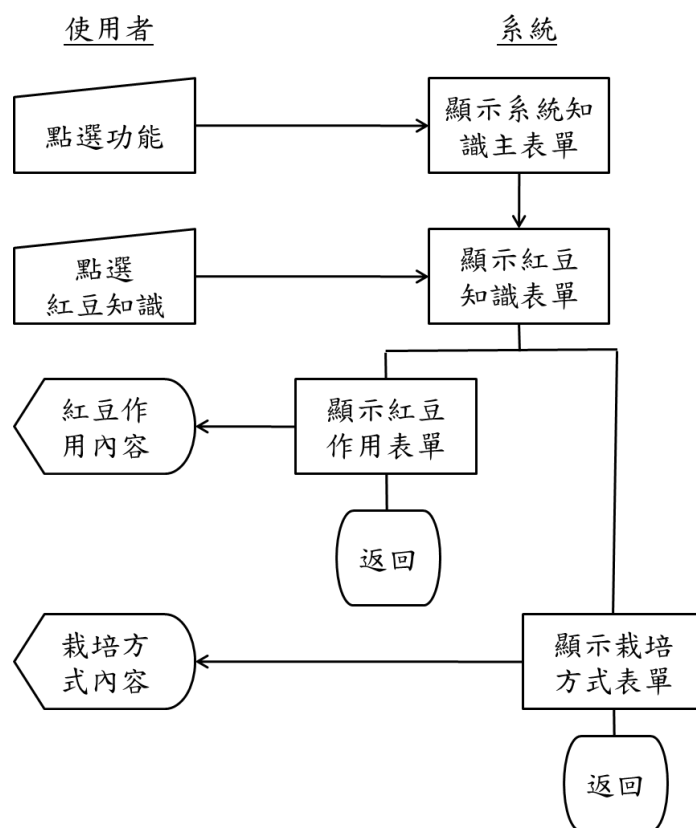 使用者
系統
點選功能
顯示系統知
識主表單
點選
紅豆知識
顯示紅豆
知識表單
紅豆作
用內容
顯示紅豆
作用表單
返回
栽培方
式內容
顯示栽培
方式表單
返回